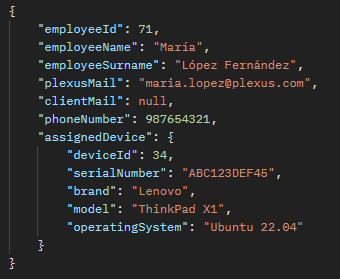 {
    "employeeId": 71,
    "employeeName": "María",
    "employeeSurname": "López Fernández",
    "plexusMail": "maria.lopez@plexus.com",
    "clientMail": null,
    "phoneNumber": 987654321,
    "assignedDevice": {
        "deviceId": 34,
        "serialNumber": "ABC123DEF45",
        "brand": "Lenovo",
        "model": "ThinkPad X1",
        "operatingSystem": "Ubuntu 22.04"
    }
}